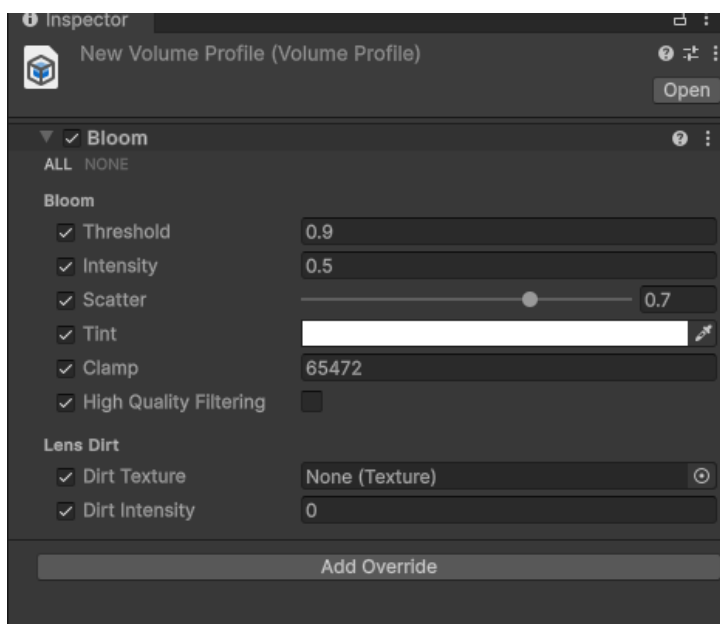 Inspector
New Volume Profile (Volume Profile)
Open
Bloom
ALL NONE
Bloom
Threshold 0.9
Intensity 0.5
Scatter 0.7
Tint
Clamp 65472
High Quality Filtering
Lens Dirt
Dirt Texture None (Texture)
Dirt Intensity 0
Add Override